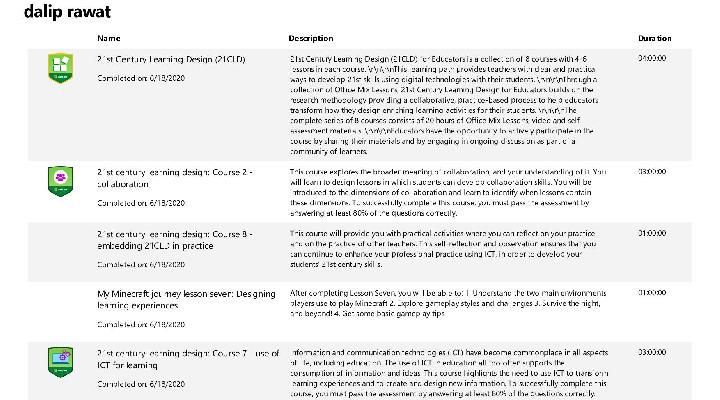 dalip rawat
Name Description Duration
21st Century Learning Design (21CLD)
Completed on: 6/18/2020
21st Century Learning Design (21CLD) for Educators is a collection of 8 courses with 4-6
lessons in each course. \r\n\r\nThis learning path provides teachers with clear and practical
ways to develop 21st skills using digital technologies with their students. \r\n\r\nThrough a
collection of Office Mix Lessons, 21st Century Learning Design for Educators builds on the
research methodology providing a collaborative, practice-based process to help educators
transform how they design enriching learning activities for their students. \r\n\r\nThe
complete series of 8 courses consists of 20 hours of Office Mix Lessons, video and self-
assessment materials. \r\n\r\nEducators have the opportunity to actively participate in the
course by sharing their materials and by engaging in ongoing discussion as part of a
community of learners.
04:00:00
21st century learning design: Course 2 -
collaboration
Completed on: 6/18/2020
This course explores the broader meaning of collaboration, and your understanding of it. You
will learn to design lessons in which students can develop collaboration skills. You will be
introduced to the dimensions of collaboration and learn to identify when lessons contain
these dimensions. To successfully complete this course, you must pass the assessment by
answering at least 80% of the questions correctly.
03:00:00
21st century learning design: Course 8 -
embedding 21CLD in practice
Completed on: 6/18/2020
This course will provide you with practical activities where you can reflect on your practice
and on the practice of other teachers. This self-reflection and observation ensures that you
can continue to enhance your professional practice using ICT, in order to develop your
students' 21st century skills.
01:00:00
My Minecraft journey lesson seven: Designing
learning experiences
Completed on: 6/18/2020
After completing Lesson Seven, you will be able to: 1. Understand the two main environments
players use to play Minecraft 2. Explore gameplay styles and challenges 3. Survive the night,
and beyond! 4. Get some basic gameplay tips
01:00:00
21st century learning design: Course 7 - use of
ICT for learning
Completed on: 6/18/2020
Information and communication technologies (ICT) have become commonplace in all aspects
of life, including education. The use of ICT in education all too often supports the
consumption of information and ideas. This course highlights the need to use ICT to transform
learning experiences and to create and design new information. To successfully complete this
course, you must pass the assessment by answering at least 80% of the questions correctly.
03:00:00